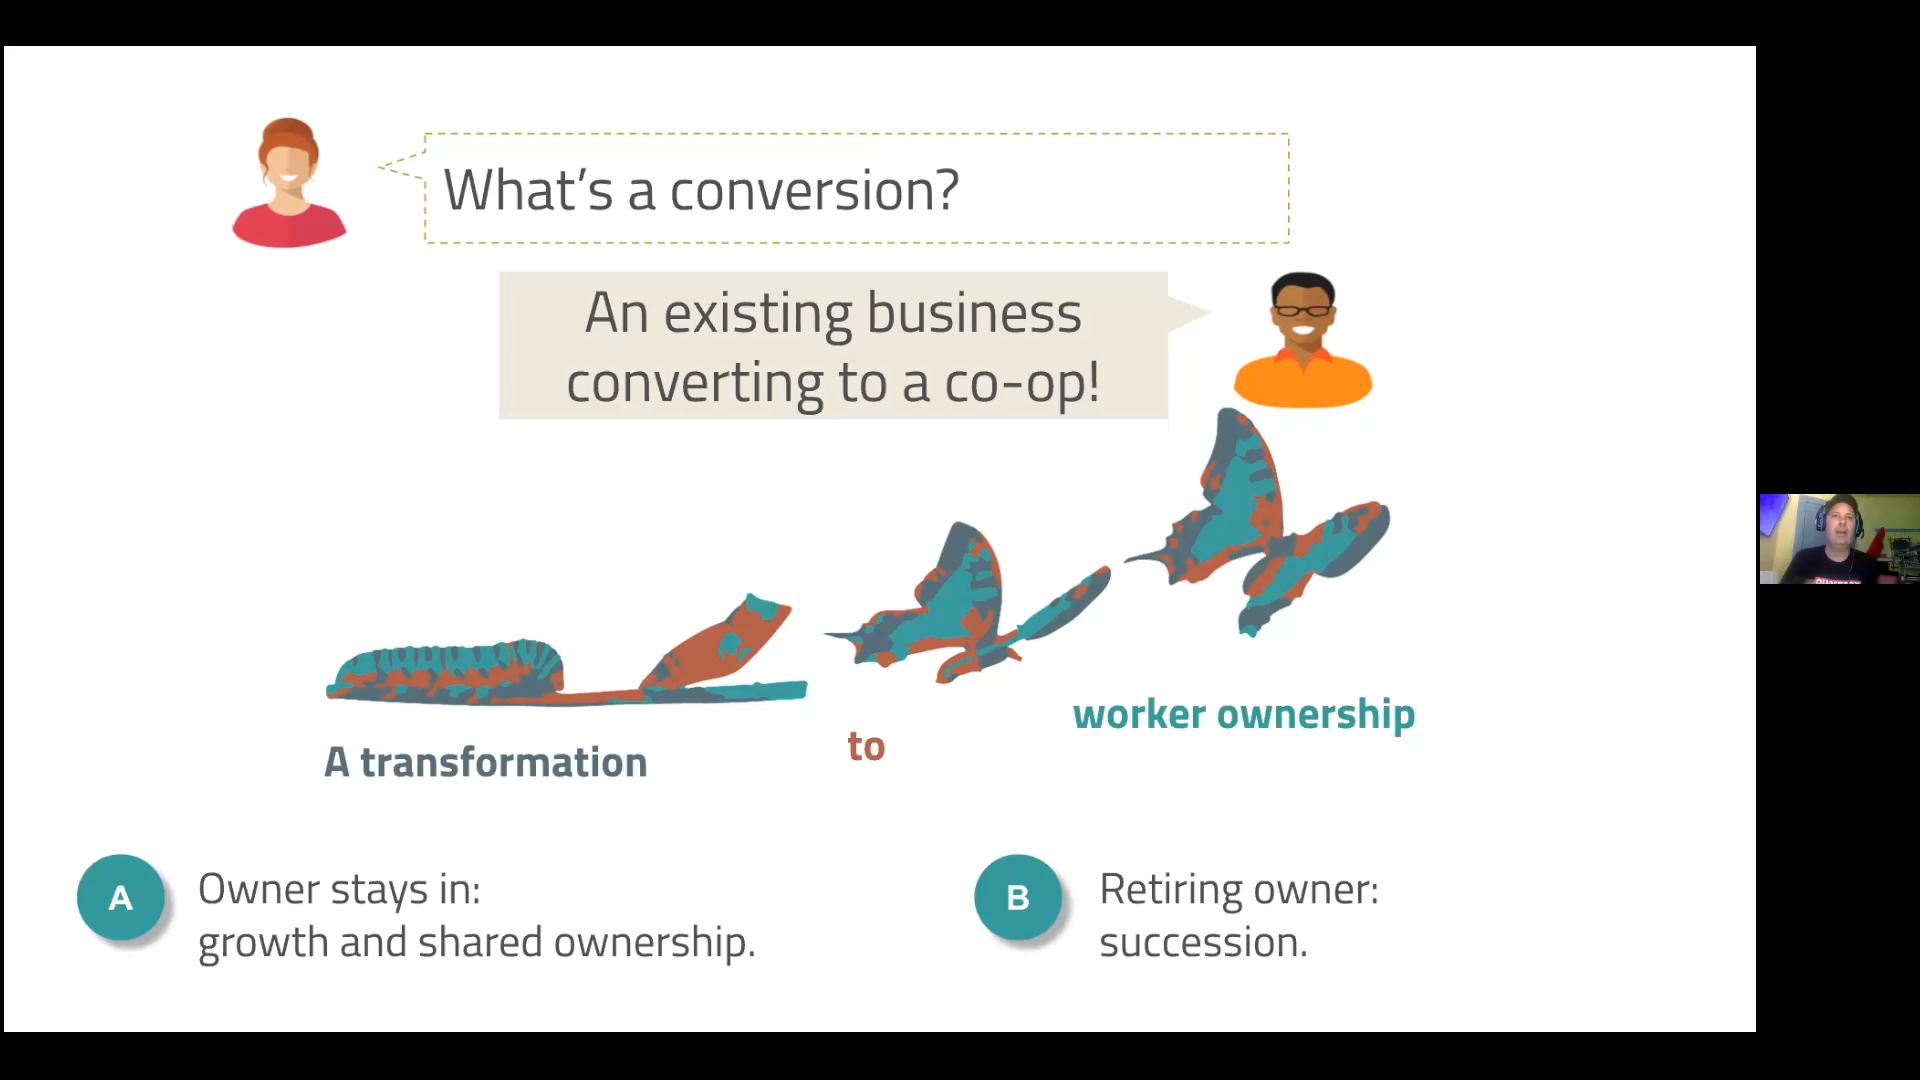 What’s a conversion?
An existing business
converting to a co-op!
A transformation
to
worker ownership
A
Owner stays in:
growth and shared ownership.
B
Retiring owner:
succession.